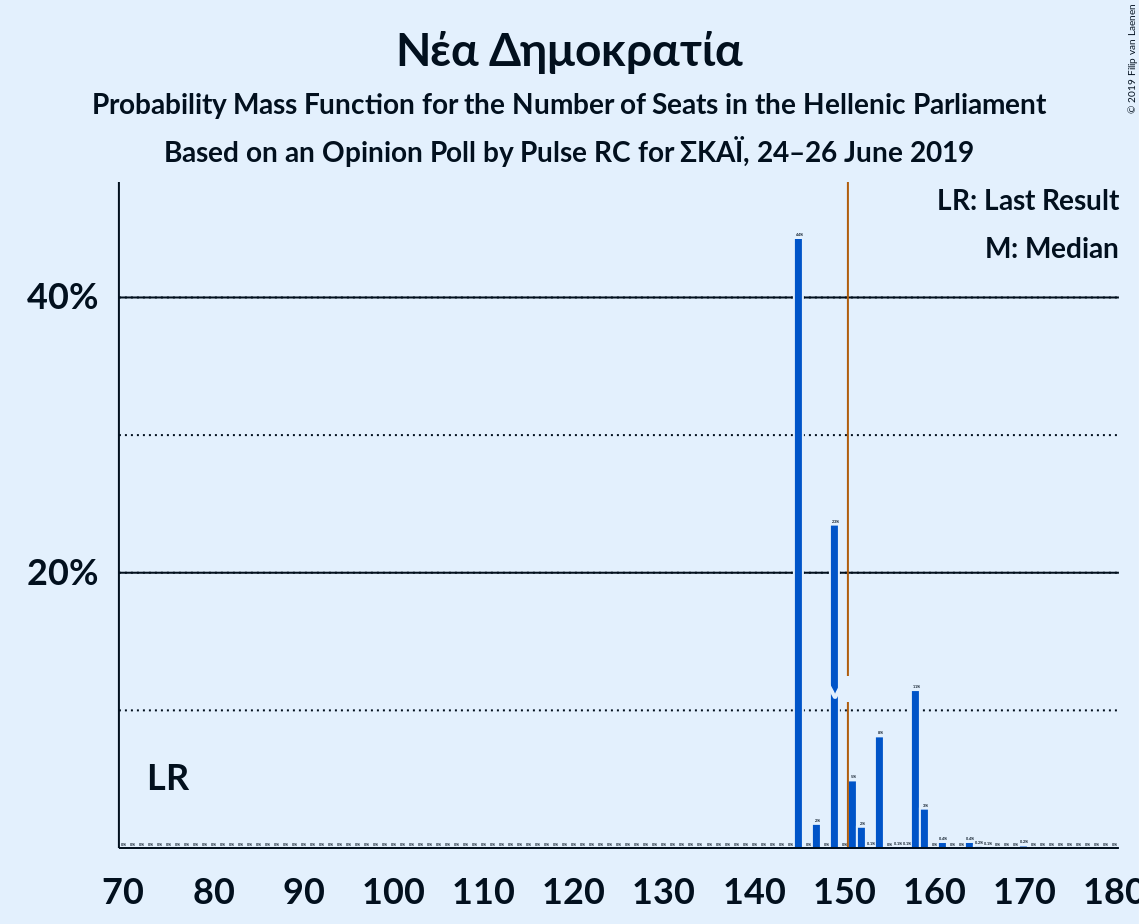 Νέα Δημοκρατία
Probability Mass Function for the Number of Seats in the Hellenic Parliament
Based on an Opinion Poll by Pulse RC for ΣΚΑΪ, 24–26 June 2019
© 2019 Filip van Laenen
LR: Last Result
M: Median
40%
20%
LR
M
70 80 90 100 110 120 130 140 150 160 170 180